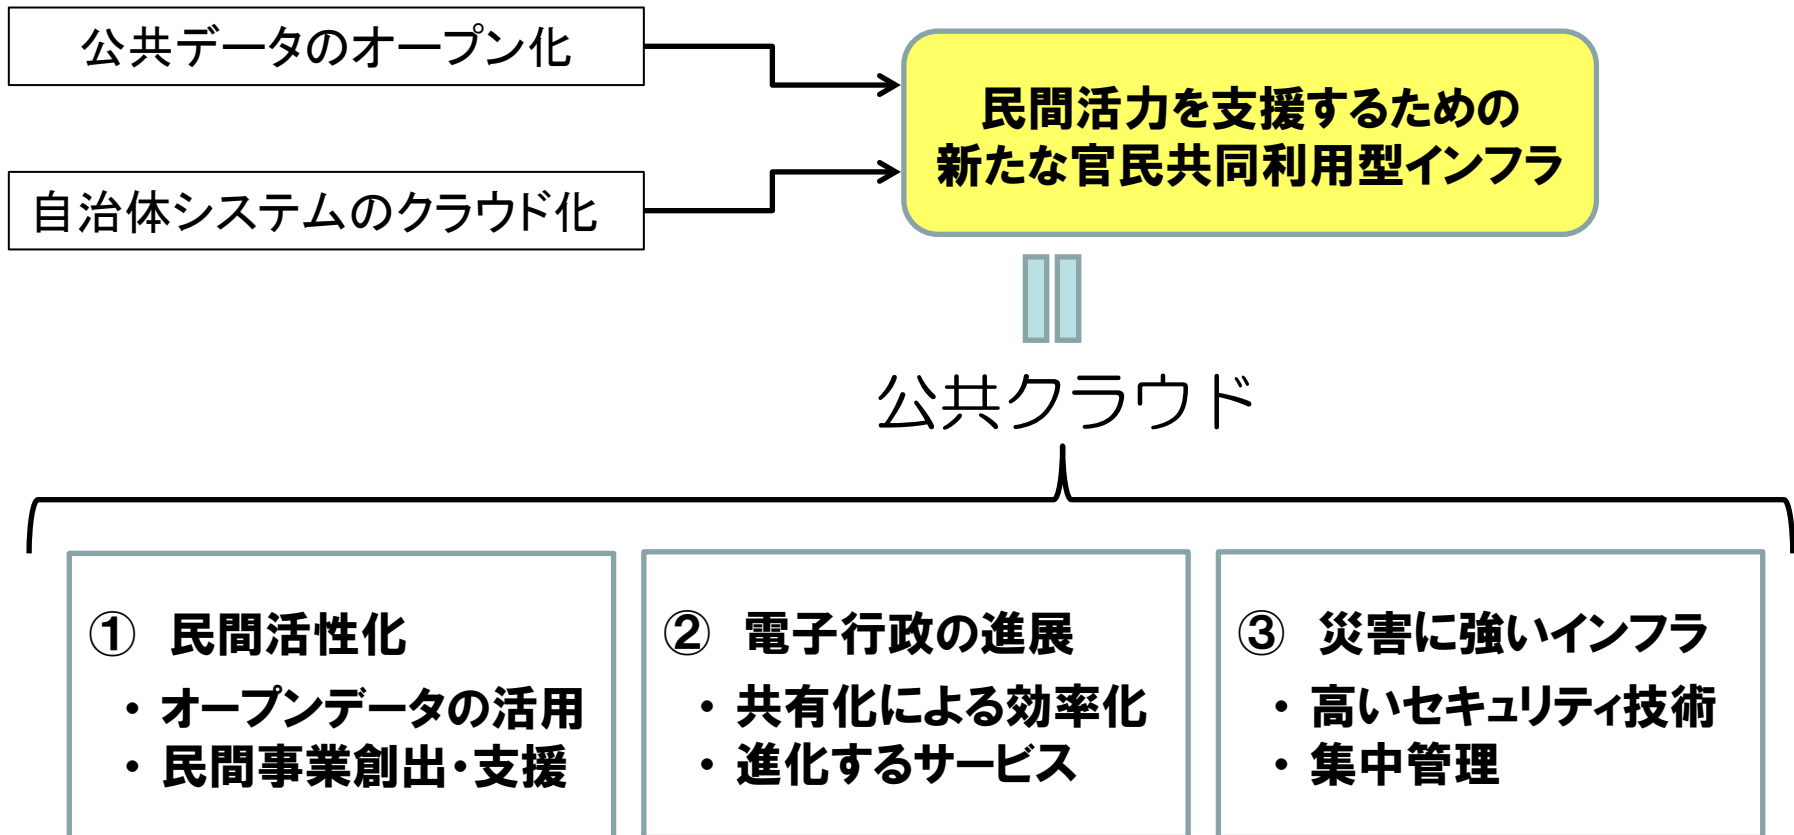 公共データのオープン化
自治体システムのクラウド化
民間活力を支援するための
新たな官民共同利用型インフラ
公共クラウド
① 民間活性化
・オープンデータの活用
・民間事業創出・支援
② 電子行政の進展
・共有化による効率化
・進化するサービス
③ 災害に強いインフラ
・高いセキュリティ技術
・集中管理